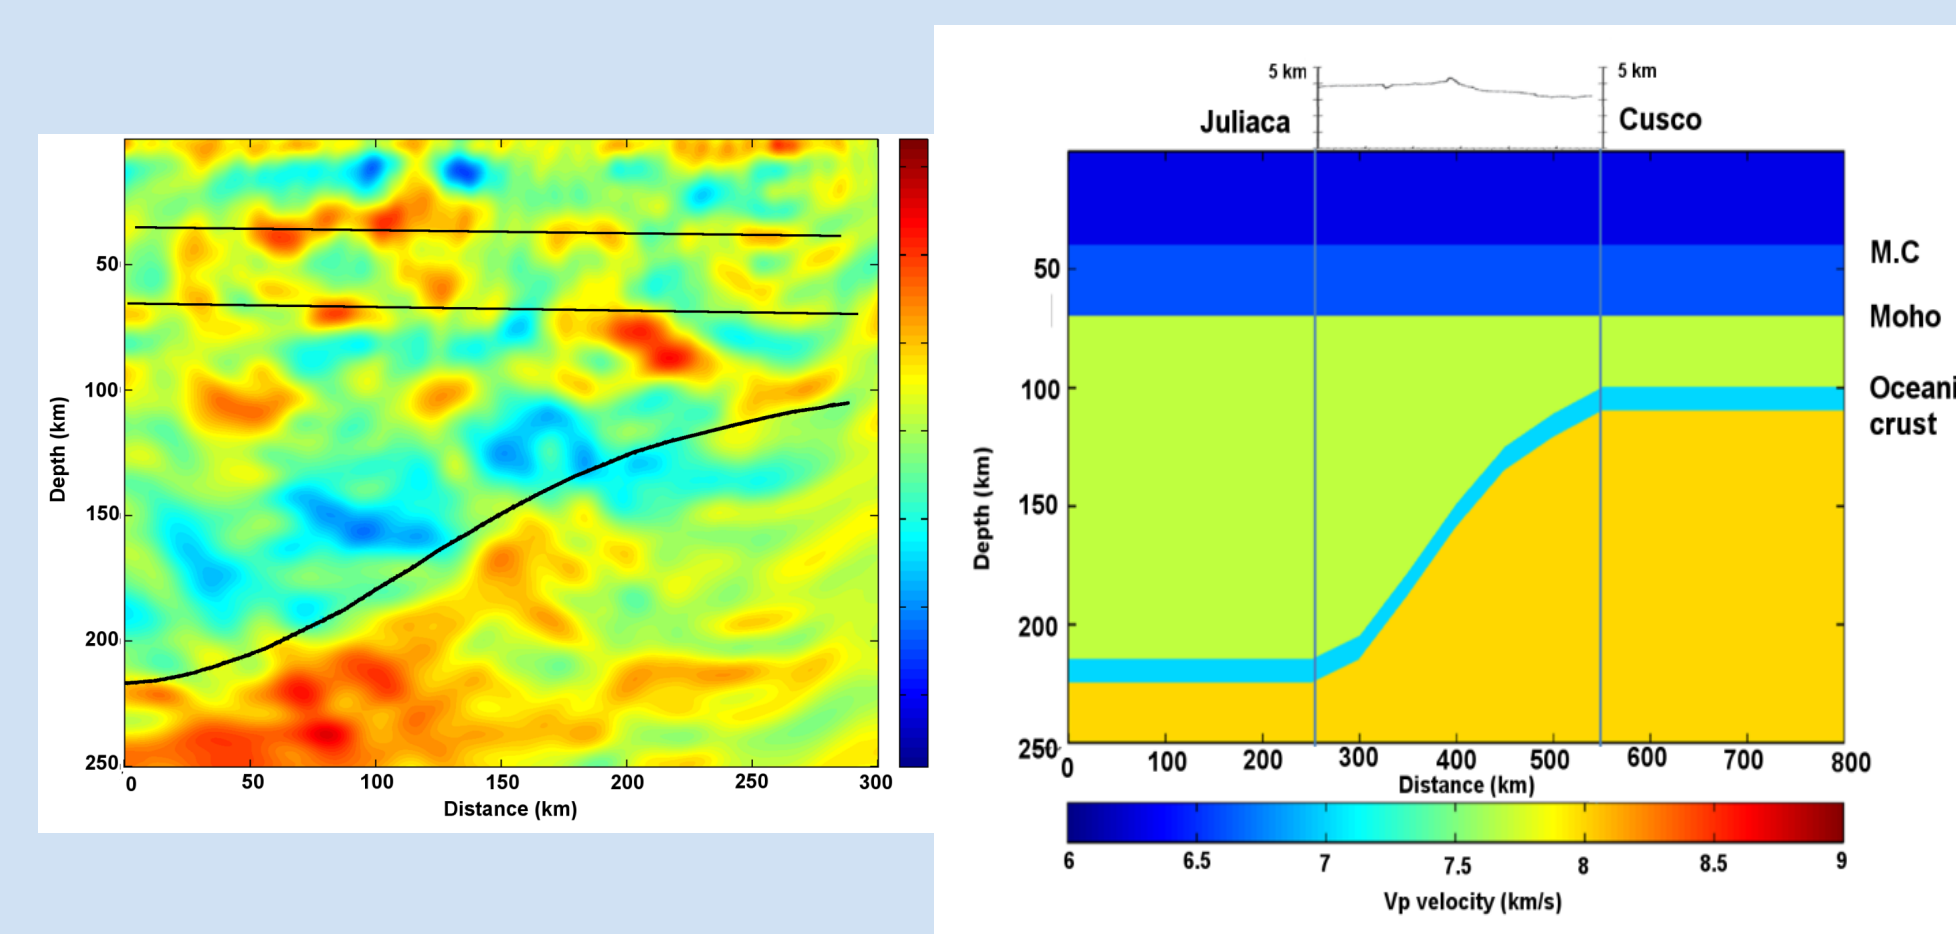 50
100
150
200
250
Depth (km)
0 50 100 150 200 250 300
Distance (km)
5 km 5 km
Juliaca Cusco
50
100
150
200
250
Depth (km)
M.C
Moho
Oceani
crust
0 100 200 300 400 500 600 700 800
Distance (km)
6 6.5 7 7.5 8 8.5 9
Vp velocity (km/s)